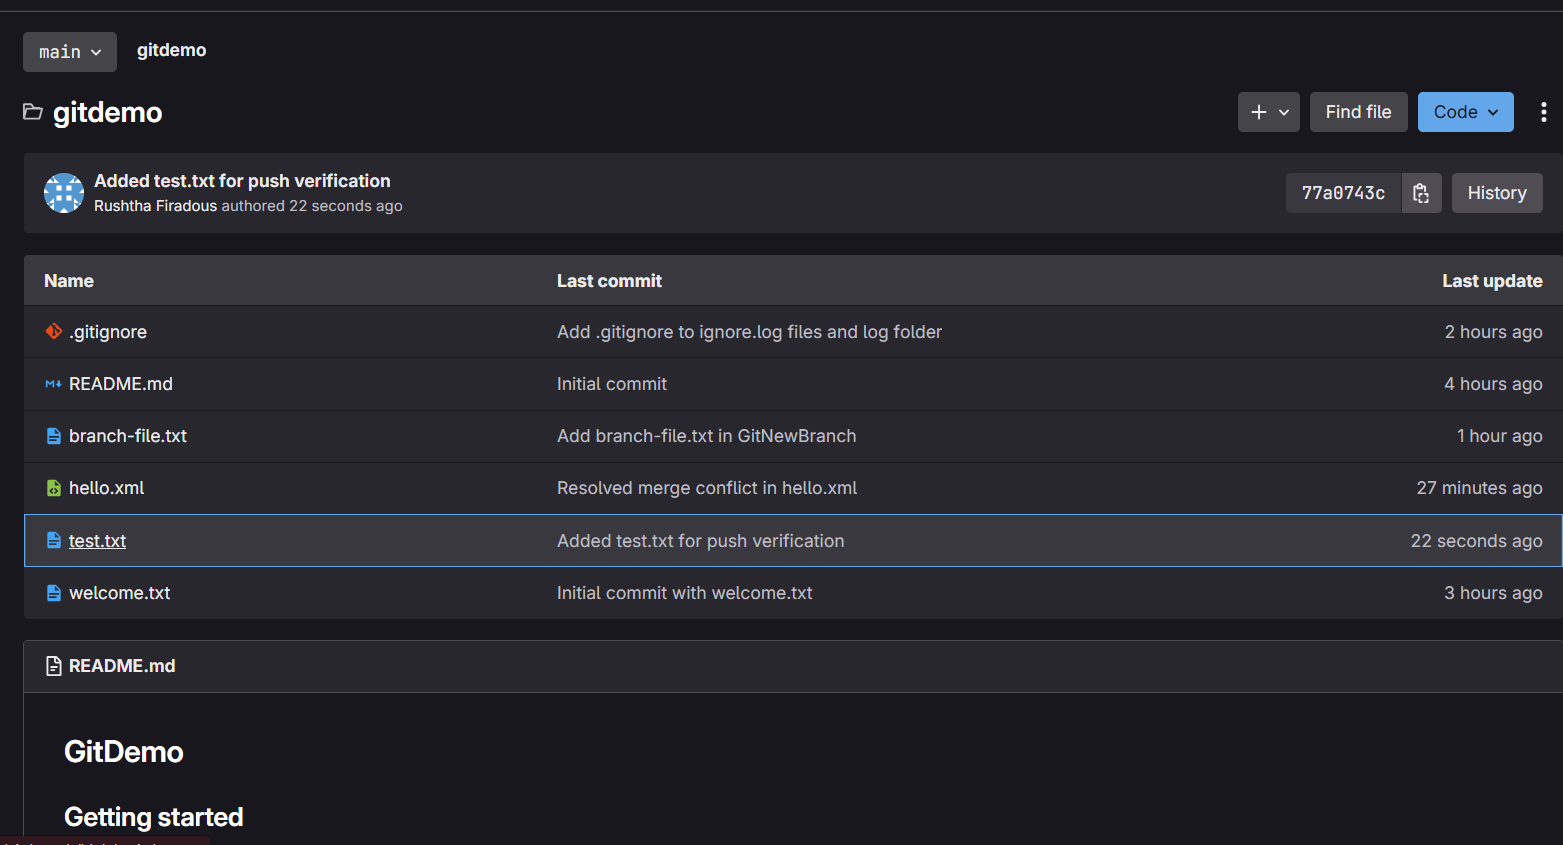 main gitdemo
gitdemo
+ Find file Code
Added test.txt for push verification
Rushtha Firadous authored 22 seconds ago
77a0743c History
Name Last commit Last update
.gitignore Add .gitignore to ignore.log files and log folder 2 hours ago
README.md Initial commit 4 hours ago
branch-file.txt Add branch-file.txt in GitNewBranch 1 hour ago
hello.xml Resolved merge conflict in hello.xml 27 minutes ago
test.txt Added test.txt for push verification 22 seconds ago
welcome.txt Initial commit with welcome.txt 3 hours ago
README.md
GitDemo
Getting started